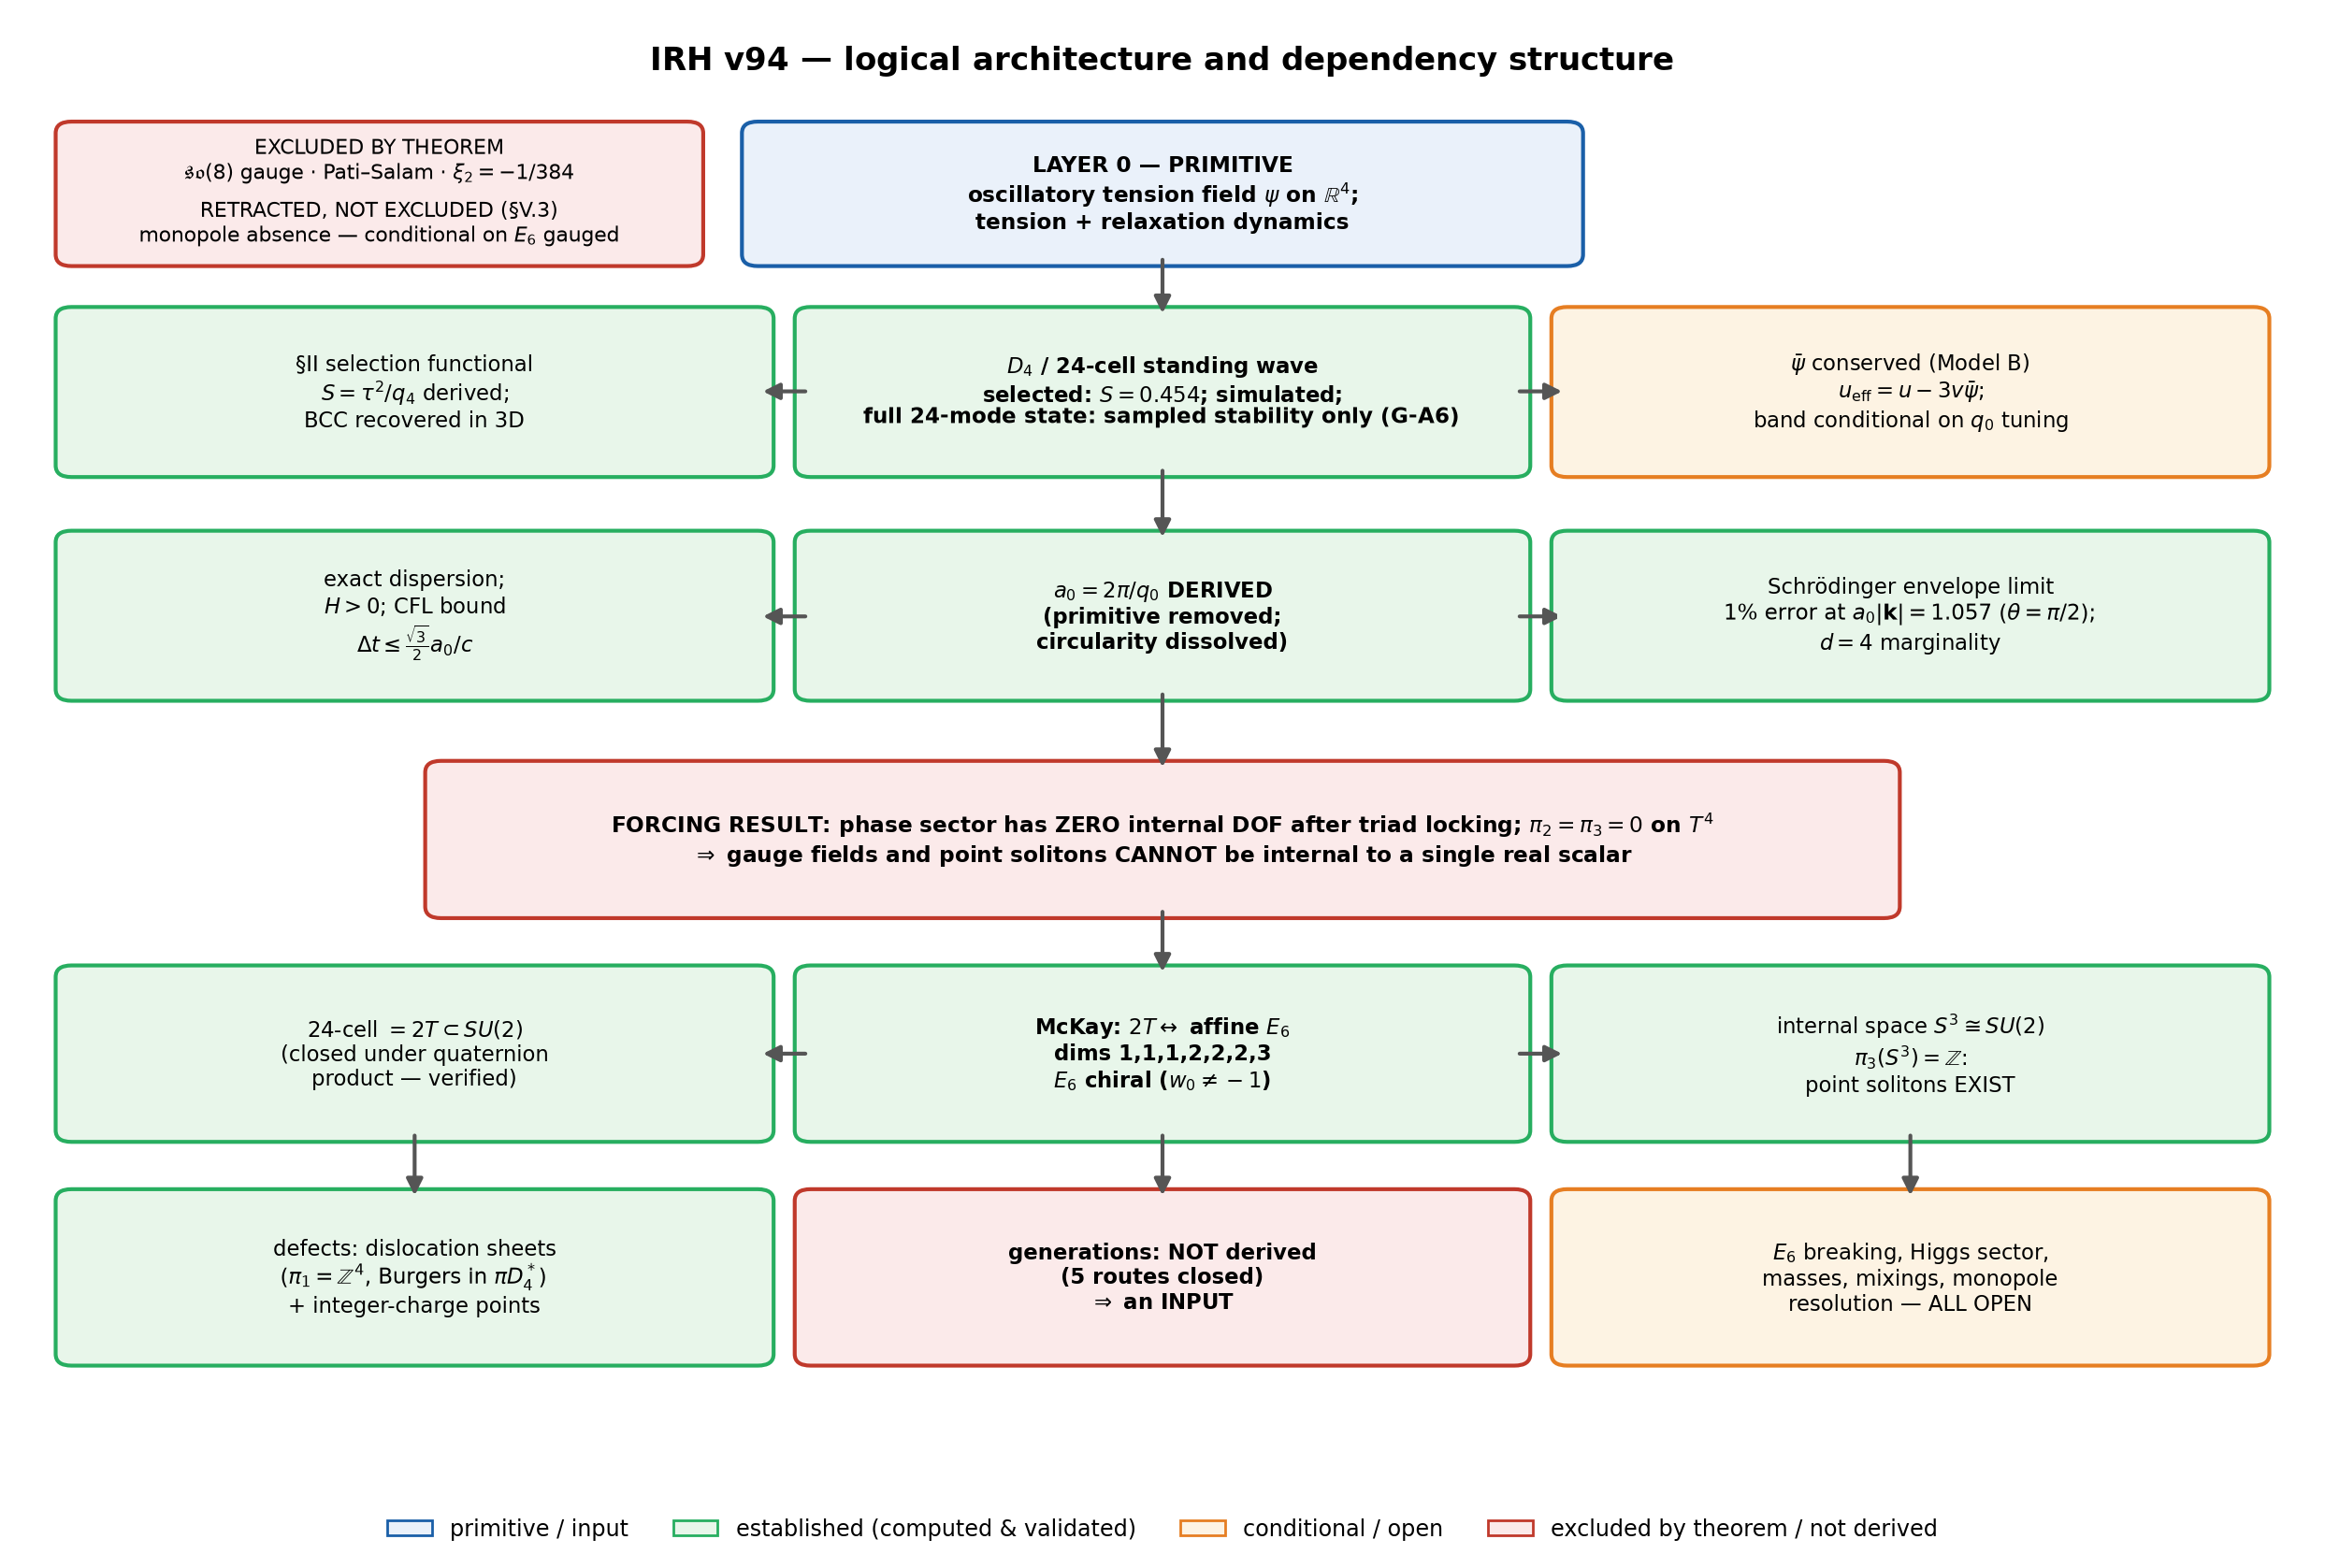 IRH v94 — logical architecture and dependency structure
EXCLUDED BY THEOREM
𝔰𝔬(8) gauge · Pati–Salam · ξ₂ = −1/384
RETRACTED, NOT EXCLUDED (§V.3)
monopole absence — conditional on E₆ gauged
LAYER 0 — PRIMITIVE
oscillatory tension field ψ on ℝ⁴;
tension + relaxation dynamics
§II selection functional
S = τ²/q₄ derived;
BCC recovered in 3D
D₄ / 24-cell standing wave
selected: S = 0.454; simulated;
full 24-mode state: sampled stability only (G-A6)
ψ̄ conserved (Model B)
u_eff = u − 3vψ̄;
band conditional on q₀ tuning
exact dispersion;
H > 0; CFL bound
Δt ≤ √3/2 a₀/c
a₀ = 2π/q₀ DERIVED
(primitive removed;
circularity dissolved)
Schrödinger envelope limit
1% error at a₀|k| = 1.057 (θ = π/2);
d = 4 marginality
FORCING RESULT: phase sector has ZERO internal DOF after triad locking; π₂ = π₃ = 0 on T⁴
⇒ gauge fields and point solitons CANNOT be internal to a single real scalar
24-cell = 2T ⊂ SU(2)
(closed under quaternion
product — verified)
McKay: 2T ↔ affine E₆
dims 1,1,1,2,2,2,3
E₆ chiral (w₀ ≠ −1)
internal space S³ ≅ SU(2)
π₃(S³) = ℤ:
point solitons EXIST
defects: dislocation sheets
(π₁ = ℤ⁴, Burgers in πD₄*)
+ integer-charge points
generations: NOT derived
(5 routes closed)
⇒ an INPUT
E₆ breaking, Higgs sector,
masses, mixings, monopole
resolution — ALL OPEN
primitive / input
established (computed & validated)
conditional / open
excluded by theorem / not derived